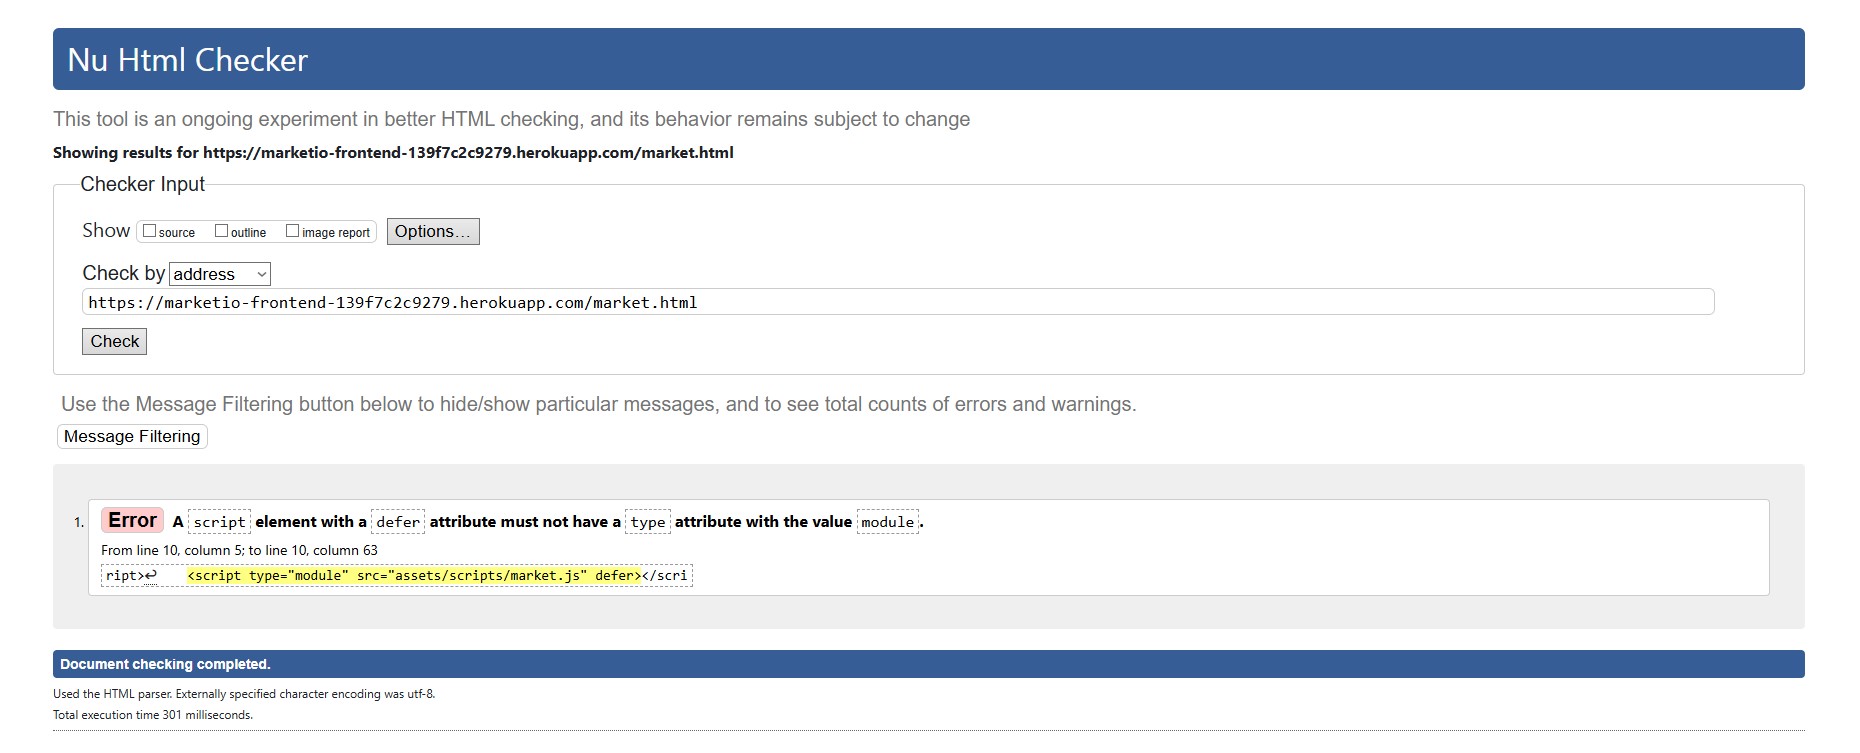 Nu Html Checker
This tool is an ongoing experiment in better HTML checking, and its behavior remains subject to change
Showing results for https://marketio-frontend-139f7c2c9279.herokuapp.com/market.html
Checker Input
Show source outline image report Options...
Check by address
https://marketio-frontend-139f7c2c9279.herokuapp.com/market.html
Check
Use the Message Filtering button below to hide/show particular messages, and to see total counts of errors and warnings.
Message Filtering
1. Error A script element with a defer attribute must not have a type attribute with the value module.
From line 10, column 5; to line 10, column 63
ript>↩ <script type="module" src="assets/scripts/market.js" defer></scri
Document checking completed.
Used the HTML parser. Externally specified character encoding was utf-8.
Total execution time 301 milliseconds.